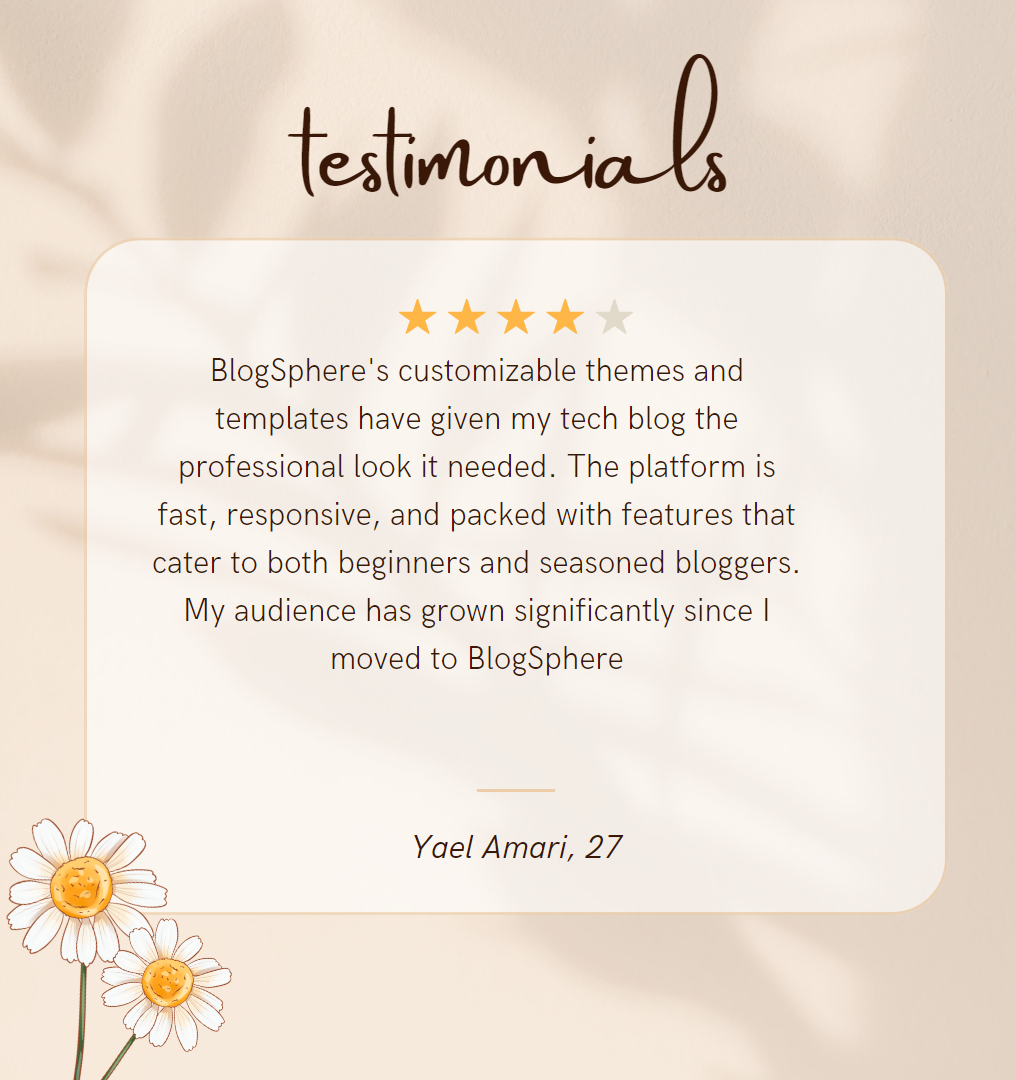 testimonials
BlogSphere's customizable themes and
templates have given my tech blog the
professional look it needed. The platform is
fast, responsive, and packed with features that
cater to both beginners and seasoned bloggers.
My audience has grown significantly since I
moved to BlogSphere
Yael Amari, 27